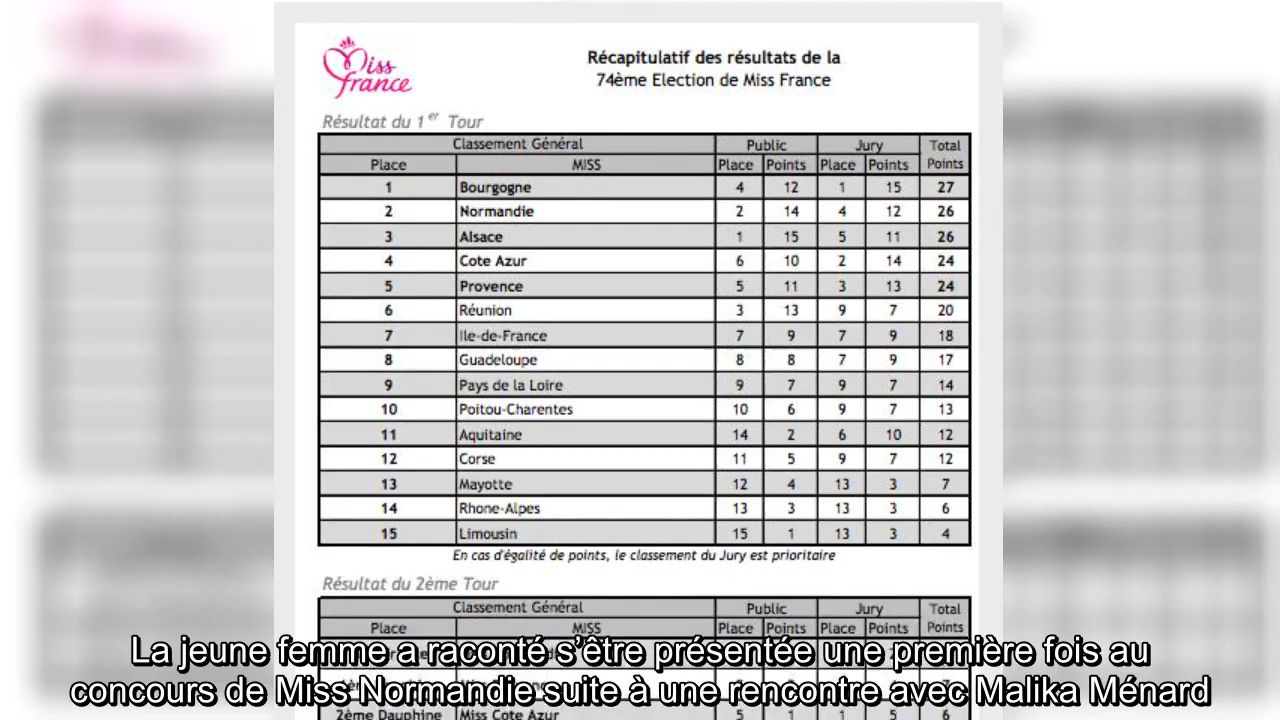 Miss
france
Récapitulatif des résultats de la
74ème Election de Miss France
Résultat du 1er Tour
Classement Général Public Jury Total
Place MISS Place Points Place Points Points
1 Bourgogne 4 12 1 15 27
2 Normandie 2 14 4 12 26
3 Alsace 1 15 5 11 26
4 Cote Azur 6 10 2 14 24
5 Provence 5 11 3 13 24
6 Réunion 3 13 9 7 20
7 Ile-de-France 7 9 7 9 18
8 Guadeloupe 8 8 7 9 17
9 Pays de la Loire 9 7 9 7 14
10 Poitou-Charentes 10 6 9 7 13
11 Aquitaine 14 2 6 10 12
12 Corse 11 5 9 7 12
13 Mayotte 12 4 13 3 7
14 Rhone-Alpes 13 3 13 3 6
15 Limousin 15 1 13 3 4
En cas d'égalité de points, le classement du Jury est prioritaire
Résultat du 2ème Tour
Classement Général Public Jury Total
Place MISS Place Points Place Points Points
La jeune femme a raconté s'être présentée une première fois au
concours de Miss Normandie suite à une rencontre avec Malika Ménard
2ème Dauphine Miss Cote Azur 5 1 1 5 6